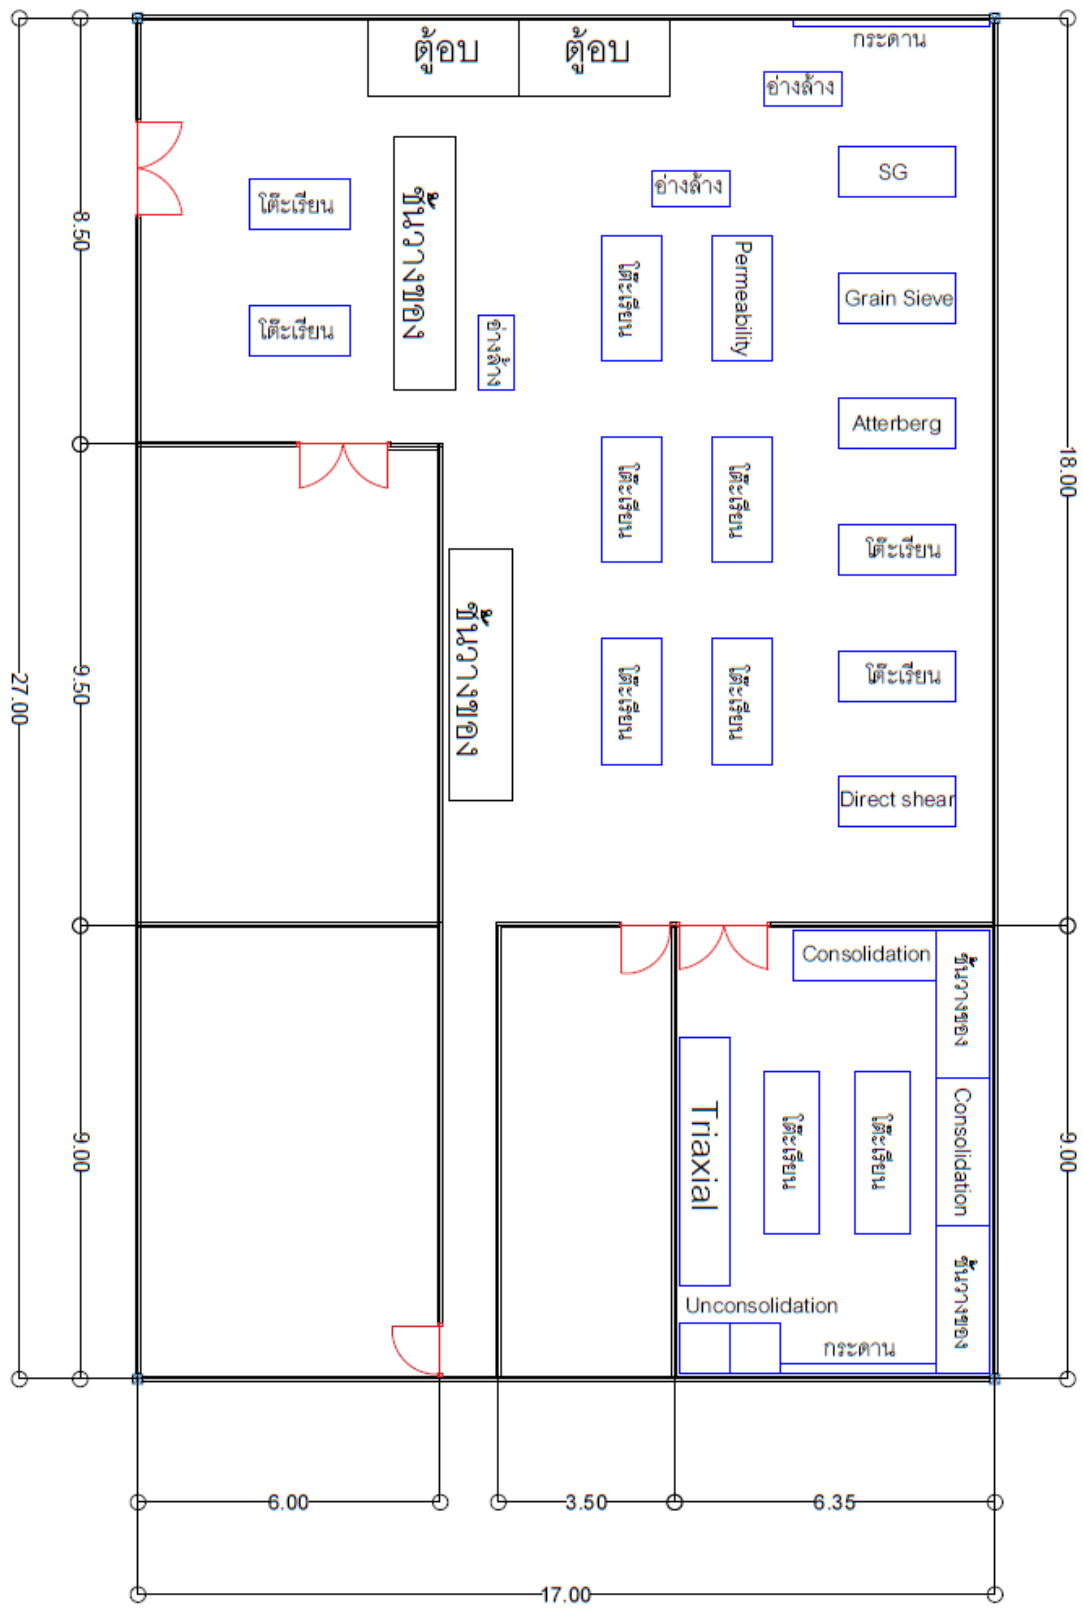 ตู้อบ
ตู้อบ
กระดาน
อ่างล้าง
SG
อ่างล้าง
โต๊ะเรียน
ชั้นวางของ
8.50
Permeability
โต๊ะเรียน
Grain Sieve
โต๊ะเรียน
อ่างล้าง
Atterberg
18.00
โต๊ะเรียน
โต๊ะเรียน
โต๊ะเรียน
ชั้นวางของ
27.00
9.50
โต๊ะเรียน
โต๊ะเรียน
โต๊ะเรียน
Direct shear
Consolidation
ชั้นวางของ
Triaxial
โต๊ะเรียน
โต๊ะเรียน
Consolidation
9.00
9.00
Unconsolidation
กระดาน
ชั้นวางของ
6.00
3.50
6.35
17.00